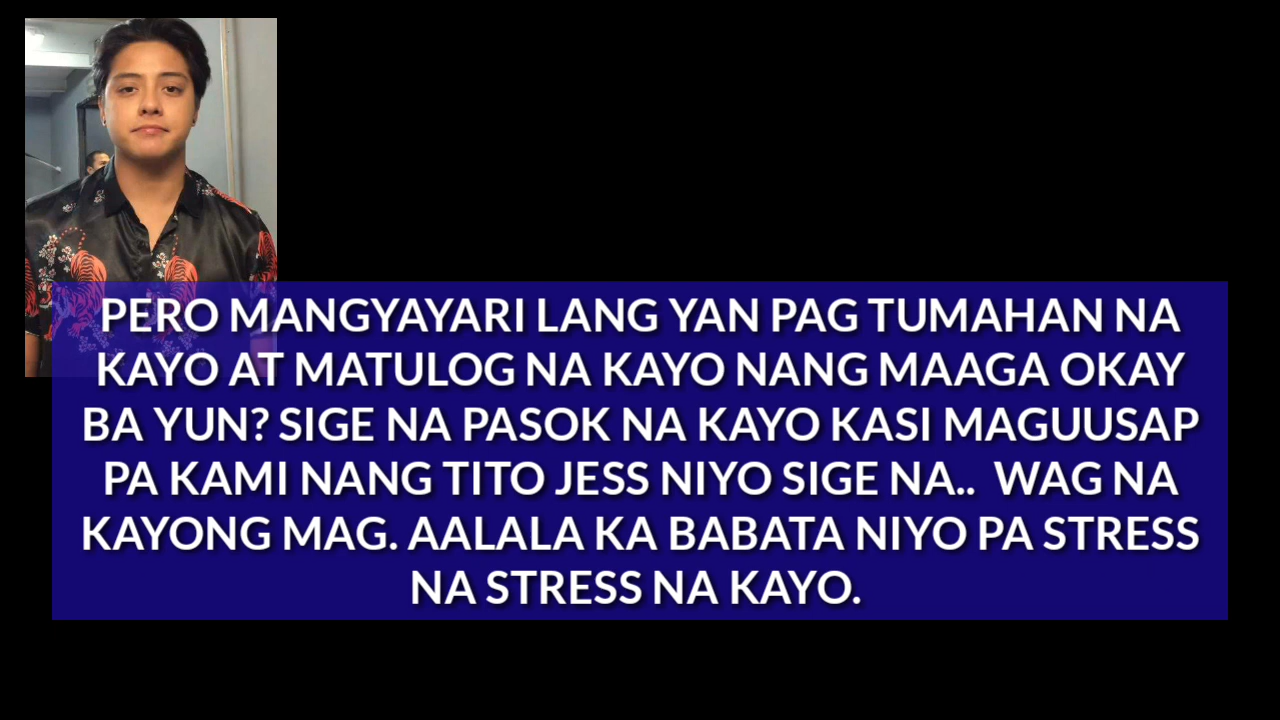 PERO MANGYAYARI LANG YAN PAG TUMAHAN NA
KAYO AT MATULOG NA KAYO NANG MAAGA OKAY
BA YUN? SIGE NA PASOK NA KAYO KASI MAGUUSAP
PA KAMI NANG TITO JESS NIYO SIGE NA..  WAG NA
KAYONG MAG. AALALA KA BABATA NIYO PA STRESS
NA STRESS NA KAYO.